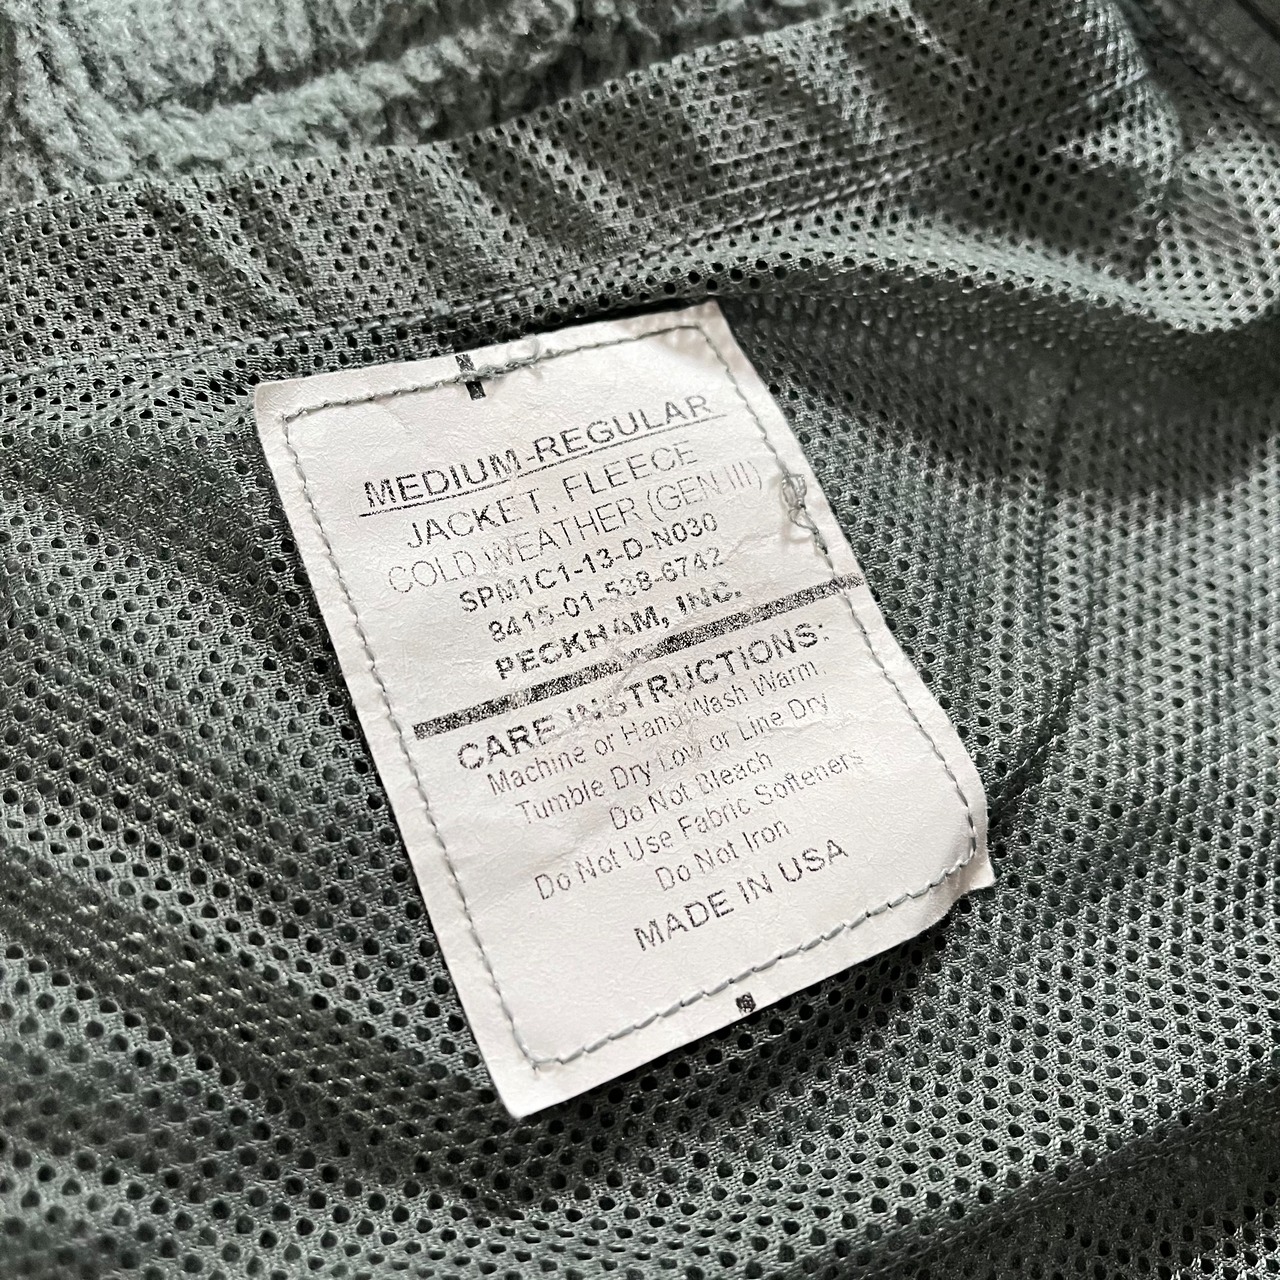 MEDIUM-REGULAR
JACKET, FLEECE
COLD WEATHER (GEN III)
SPM1C1-13-D-N030
8415-01-538-6742
PECKHAM, INC.
CARE INSTRUCTIONS:
Machine or Hand Wash Warm
Tumble Dry Low or Line Dry
Do Not Bleach
Do Not Use Fabric Softeners
Do Not Iron
MADE IN USA